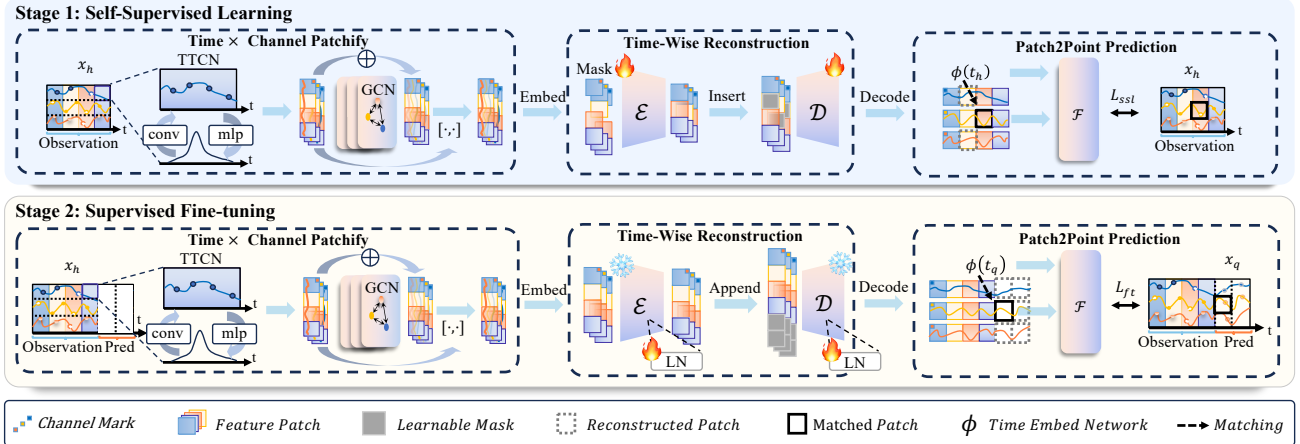 Stage 1: Self-Supervised Learning
Time × Channel Patchify
x_h
TTCN
t
conv
mlp
t
t
Observation
GCN
[·,·]
Embed
Time-Wise Reconstruction
Mask
ℰ
Insert
𝒟
Decode
Patch2Point Prediction
ϕ(t_h)
ℱ
L_ssl
x_h
t
Observation
Stage 2: Supervised Fine-tuning
Time × Channel Patchify
x_h
TTCN
t
conv
mlp
t
t
Observation Pred
GCN
[·,·]
Embed
Time-Wise Reconstruction
ℰ
LN
Append
𝒟
LN
Decode
Patch2Point Prediction
ϕ(t_q)
ℱ
L_ft
x_q
t
Observation Pred
Channel Mark
Feature Patch
Learnable Mask
Reconstructed Patch
Matched Patch
ϕ Time Embed Network
Matching